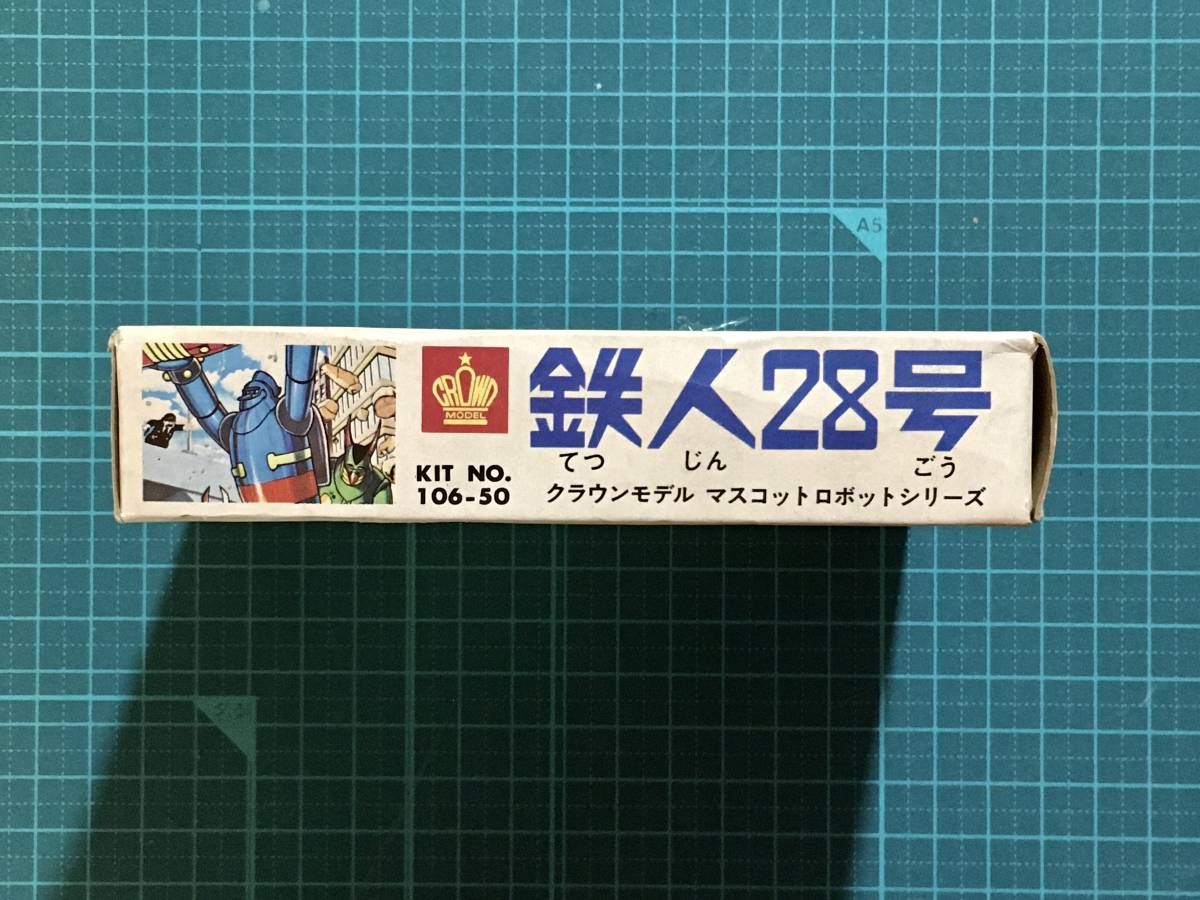 CROWN
MODEL
KIT NO.
106-50
鉄人28号
てつ じん ごう
クラウンモデル マスコットロボットシリーズ
A5
名刺